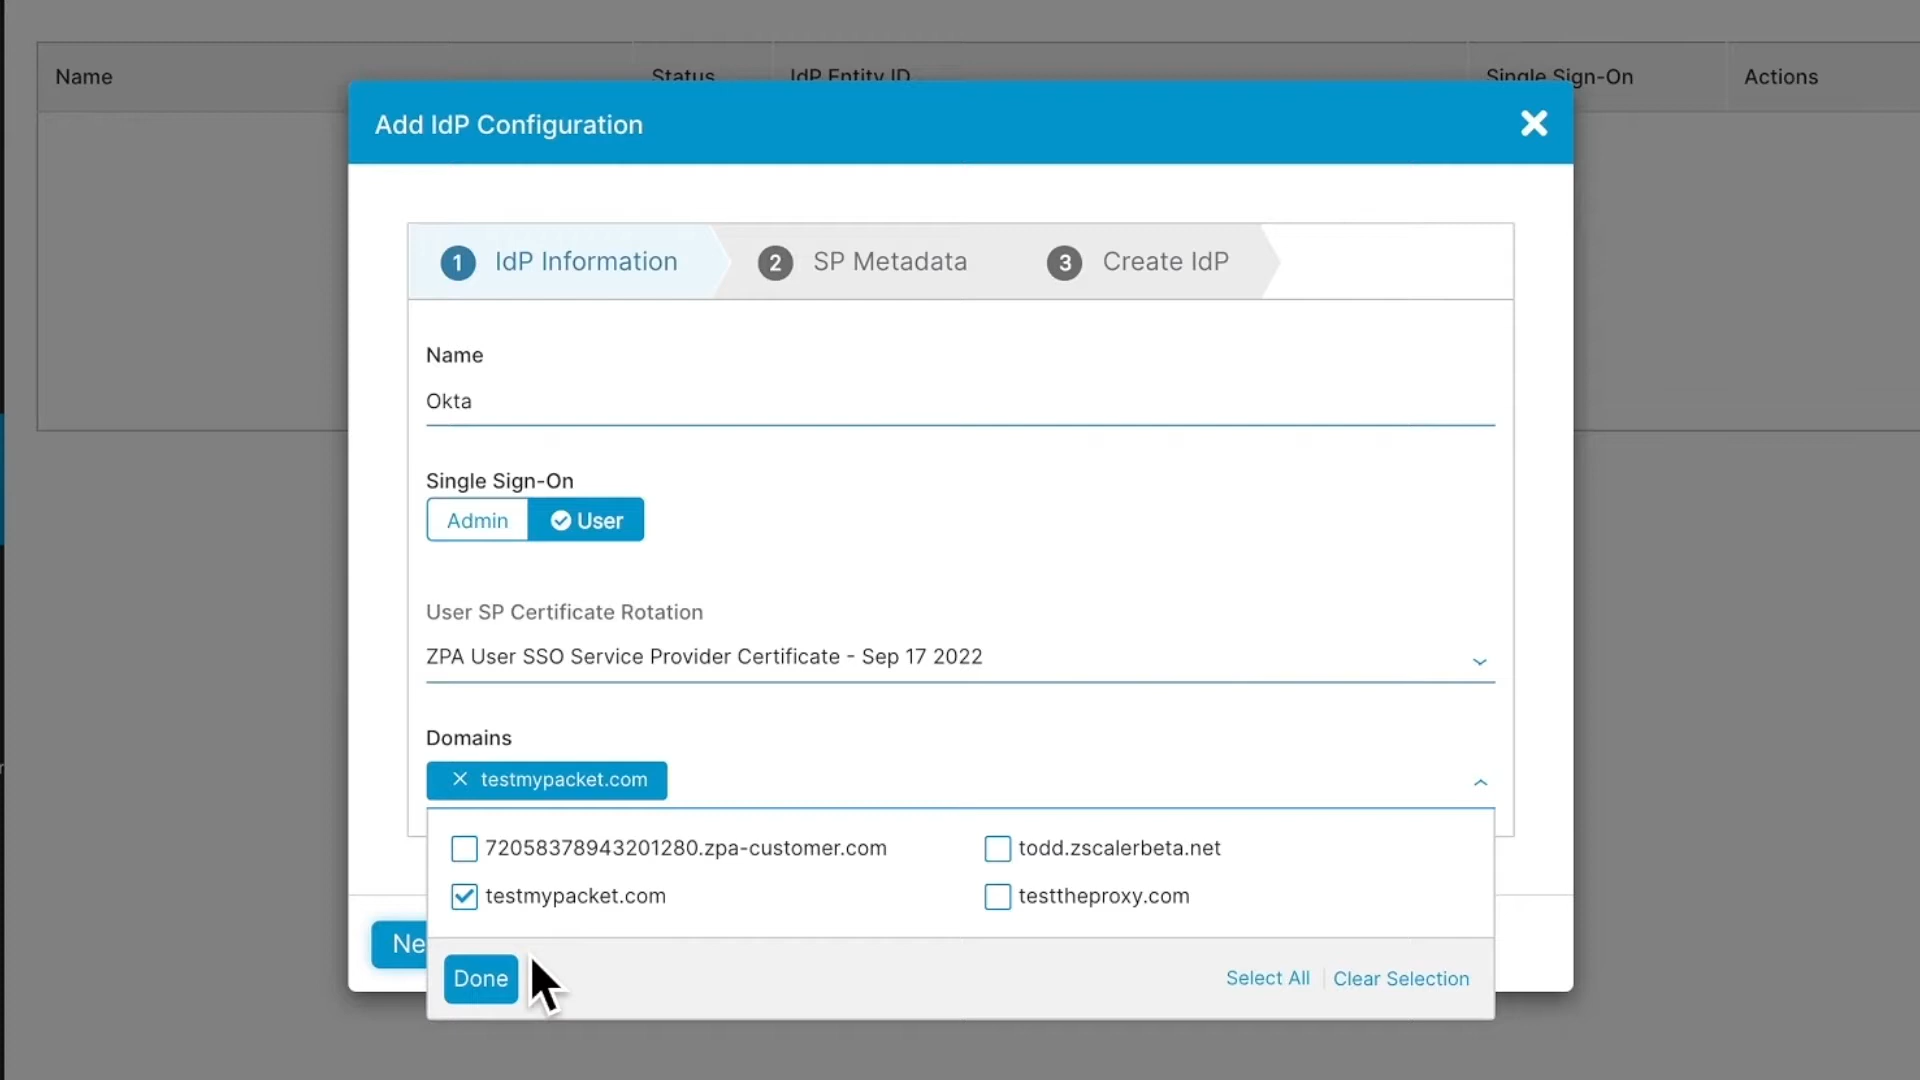 Name
Status
IdP Entity ID
Single Sign-On
Actions
Add IdP Configuration
1 IdP Information
2 SP Metadata
3 Create IdP
Name
Okta
Single Sign-On
Admin
User
User SP Certificate Rotation
ZPA User SSO Service Provider Certificate - Sep 17 2022
Domains
testmypacket.com
72058378943201280.zpa-customer.com
todd.zscalerbeta.net
testmypacket.com
testtheproxy.com
Ne
Done
Select All
Clear Selection